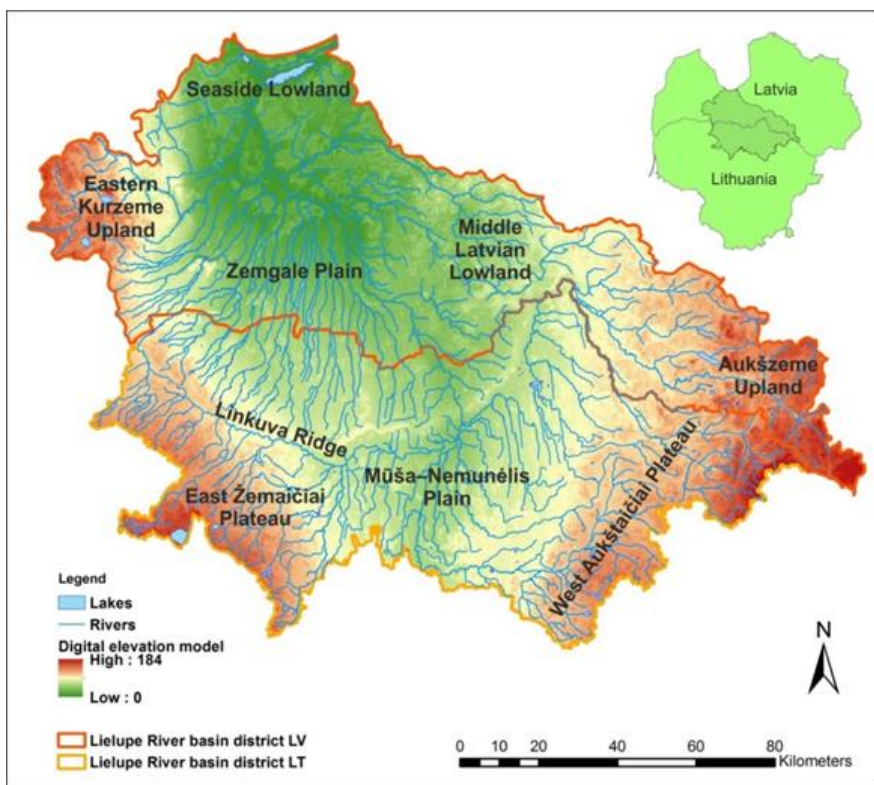 Seaside Lowland
Latvia
Lithuania
Eastern
Kurzeme
Upland
Middle
Latvian
Lowland
Zemgale Plain
Aukšzeme
Upland
Linkuva Ridge
Mūša–Nemunėlis
Plain
East Žemaičiai
Plateau
West Aukštaičiai Plateau
Legend
Lakes
Rivers
Digital elevation model
High : 184
Low : 0
Lielupe River basin district LV
Lielupe River basin district LT
N
0 10 20 40 60 80
Kilometers